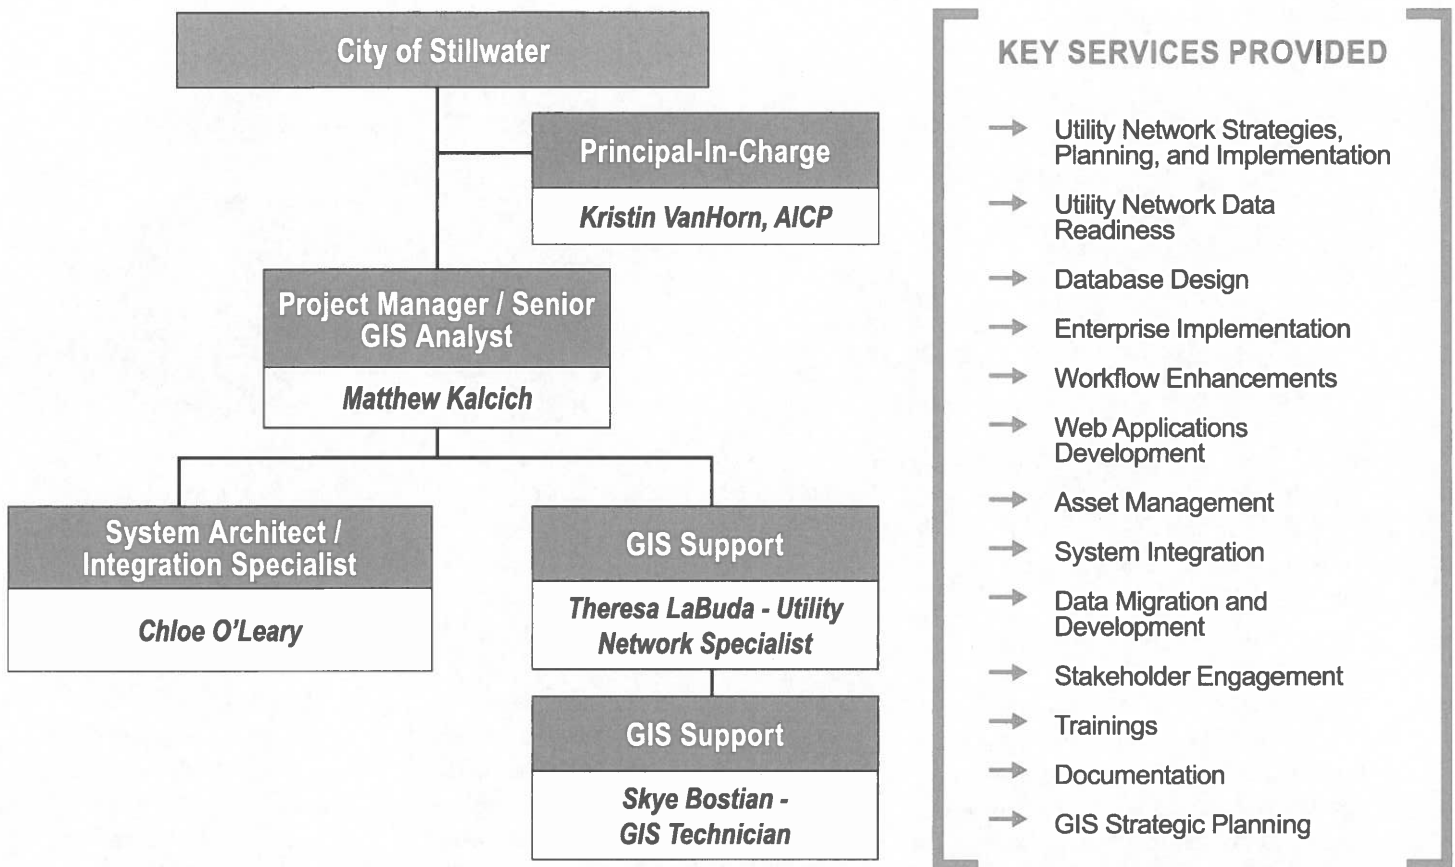 City of Stillwater
Principal-In-Charge
Kristin VanHorn, AICP
Project Manager / Senior
GIS Analyst
Matthew Kalcich
System Architect /
Integration Specialist
Chloe O'Leary
GIS Support
Theresa LaBuda - Utility
Network Specialist
GIS Support
Skye Bostian -
GIS Technician
KEY SERVICES PROVIDED
Utility Network Strategies,
Planning, and Implementation
Utility Network Data
Readiness
Database Design
Enterprise Implementation
Workflow Enhancements
Web Applications
Development
Asset Management
System Integration
Data Migration and
Development
Stakeholder Engagement
Trainings
Documentation
GIS Strategic Planning